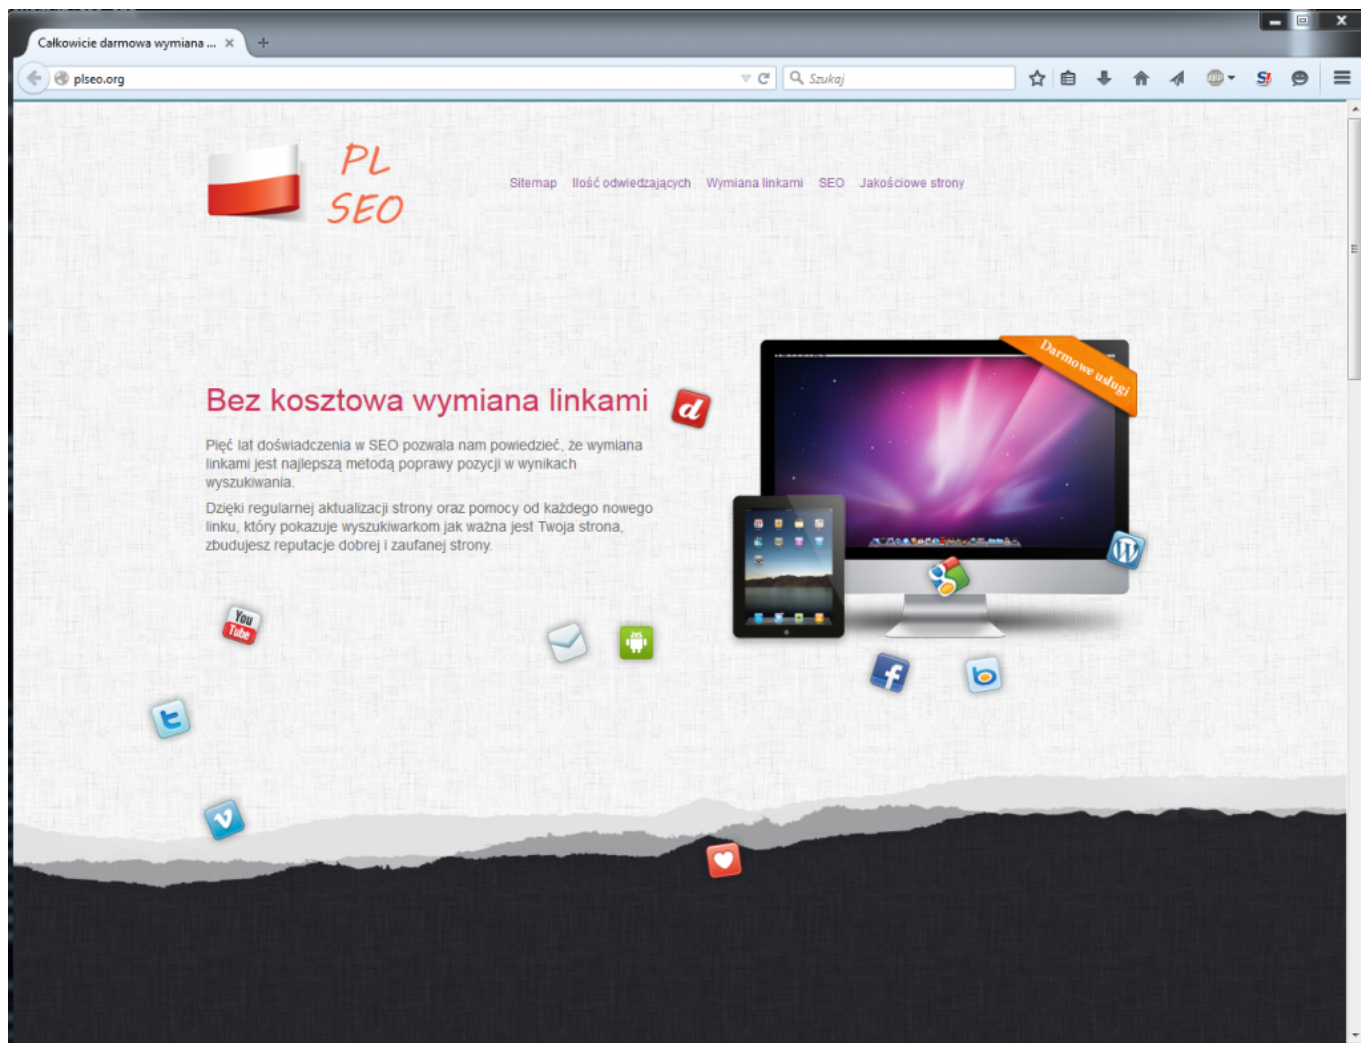 Całkowicie darmowa wymiana ...
plseo.org
Szukaj
ABP
S!
PL
SEO
Sitemap Ilość odwiedzających Wymiana linkami SEO Jakościowe strony
Darmowe usługi
Bez kosztowa wymiana linkami
Pięć lat doświadczenia w SEO pozwala nam powiedzieć, że wymiana
linkami jest najlepszą metodą poprawy pozycji w wynikach
wyszukiwania.
Dzięki regularnej aktualizacji strony oraz pomocy od każdego nowego
linku, który pokazuje wyszukiwarkom jak ważna jest Twoja strona,
zbudujesz reputacje dobrej i zaufanej strony.
You
Tube